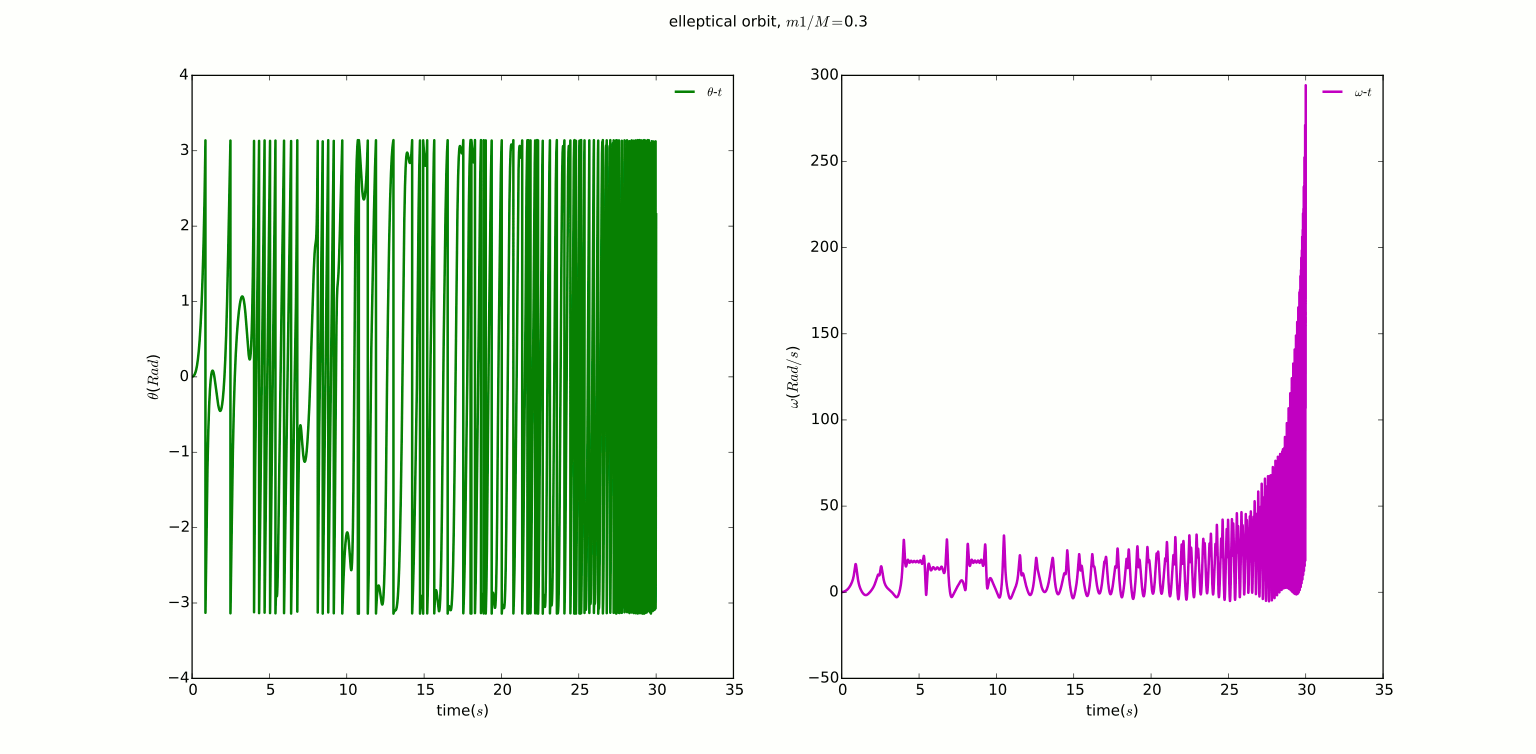 elleptical orbit, m1/M=0.3
4
3
2
1
0
−1
−2
−3
−4
θ(Rad)
0 5 10 15 20 25 30 35
time(s)
θ-t
300
250
200
150
100
50
0
−50
ω(Rad/s)
0 5 10 15 20 25 30 35
time(s)
ω-t